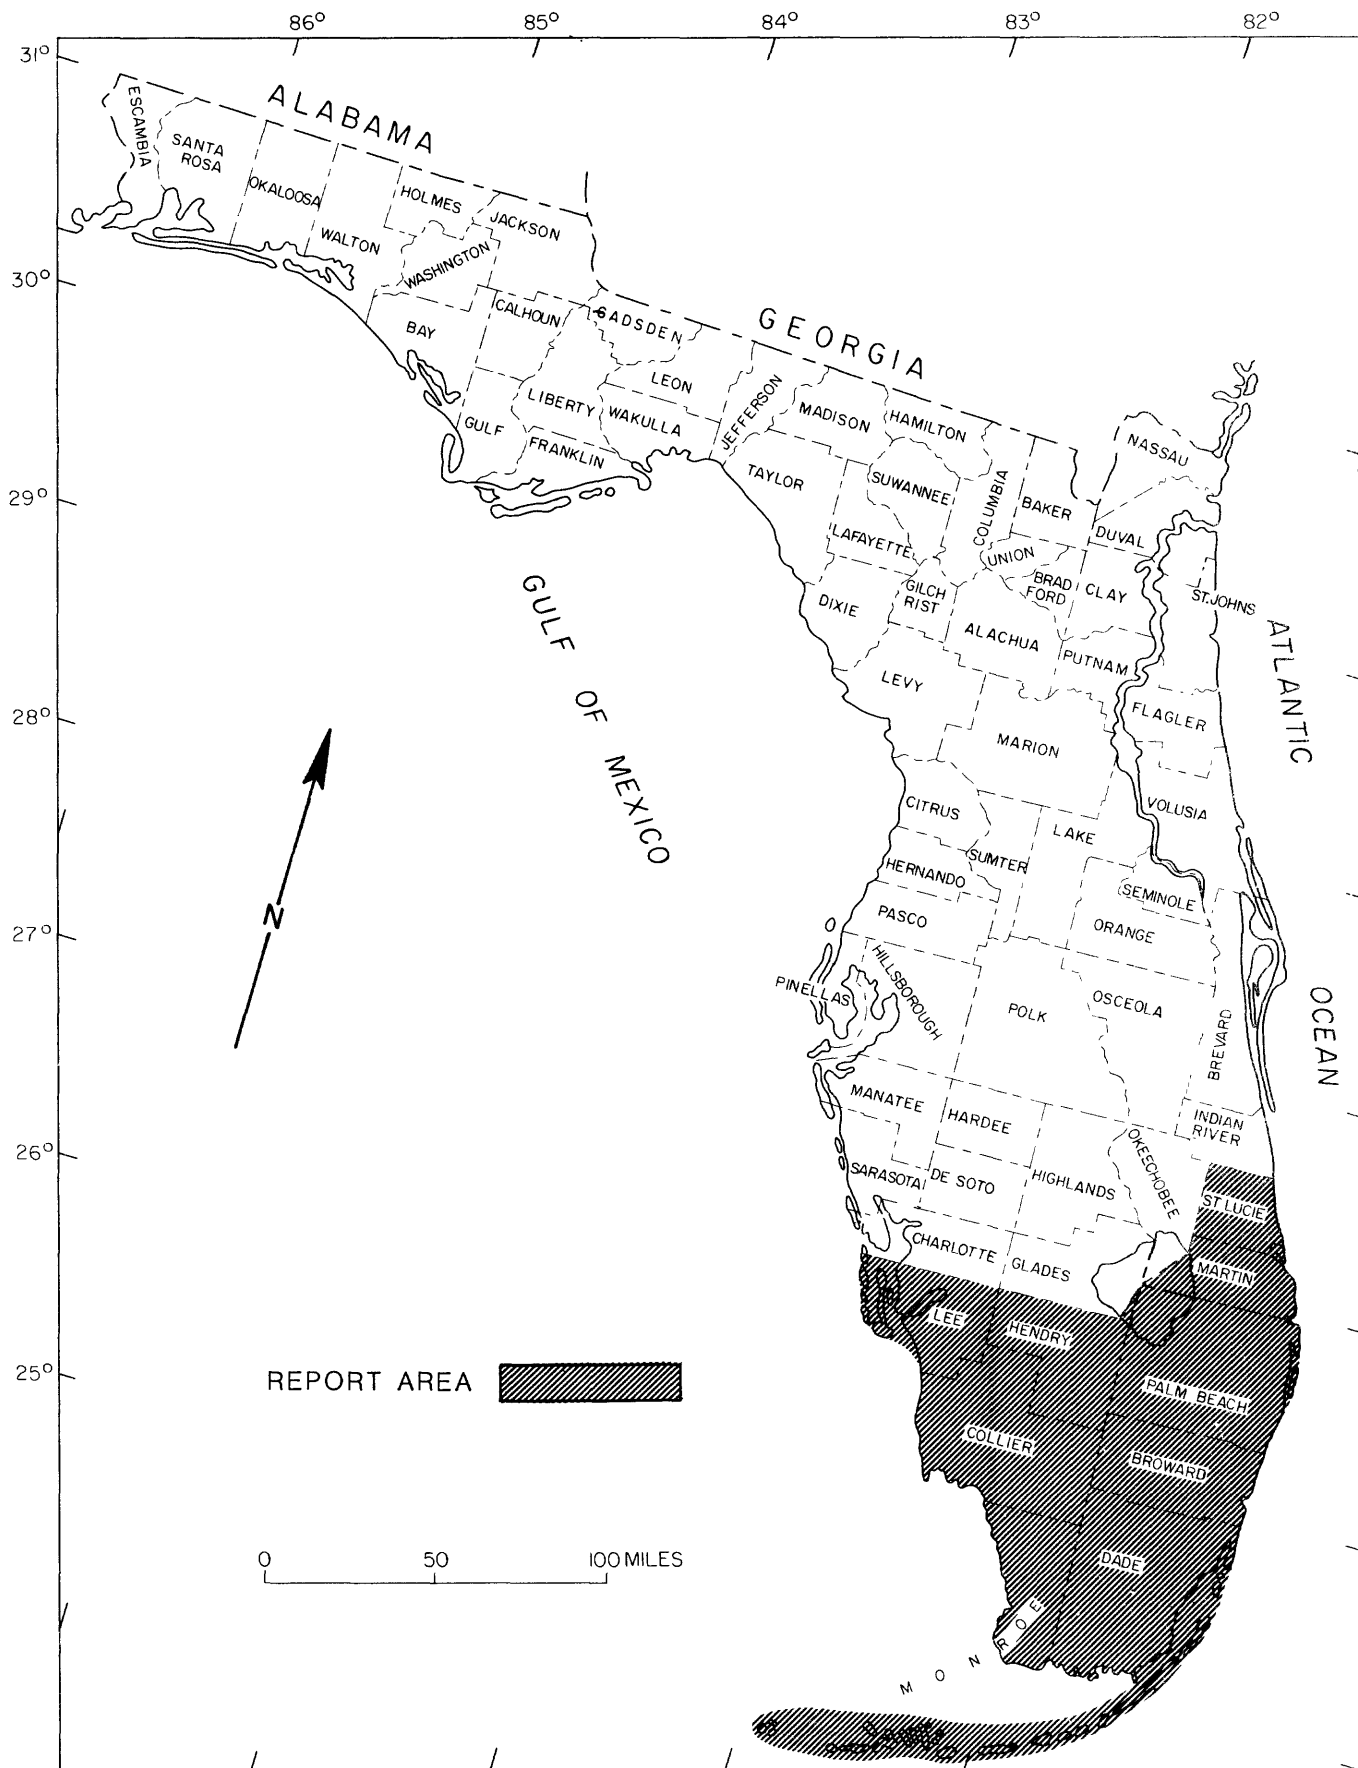 86° 85° 84° 83° 82°
31°
30°
29°
28°
27°
26°
25°
ALABAMA
GEORGIA
GULF OF MEXICO
ATLANTIC
OCEAN
ESCAMBIA
SANTA
ROSA
OKALOOSA
WALTON
HOLMES
JACKSON
WASHINGTON
BAY
CALHOUN
GADSDEN
LEON
LIBERTY
WAKULLA
GULF
FRANKLIN
JEFFERSON
MADISON
HAMILTON
TAYLOR
SUWANNEE
COLUMBIA
BAKER
NASSAU
DUVAL
LAFAYETTE
UNION
BRAD
FORD
CLAY
ST. JOHNS
DIXIE
GILCH
RIST
ALACHUA
PUTNAM
LEVY
FLAGLER
MARION
VOLUSIA
CITRUS
LAKE
SUMTER
HERNANDO
SEMINOLE
PASCO
ORANGE
HILLSBOROUGH
PINELLAS
POLK
OSCEOLA
BREVARD
MANATEE
HARDEE
INDIAN
RIVER
OKEECHOBEE
SARASOTA
DE SOTO
HIGHLANDS
ST LUCIE
CHARLOTTE
GLADES
MARTIN
LEE
HENDRY
PALM BEACH
COLLIER
BROWARD
DADE
MONROE
N
REPORT AREA
0 50 100 MILES